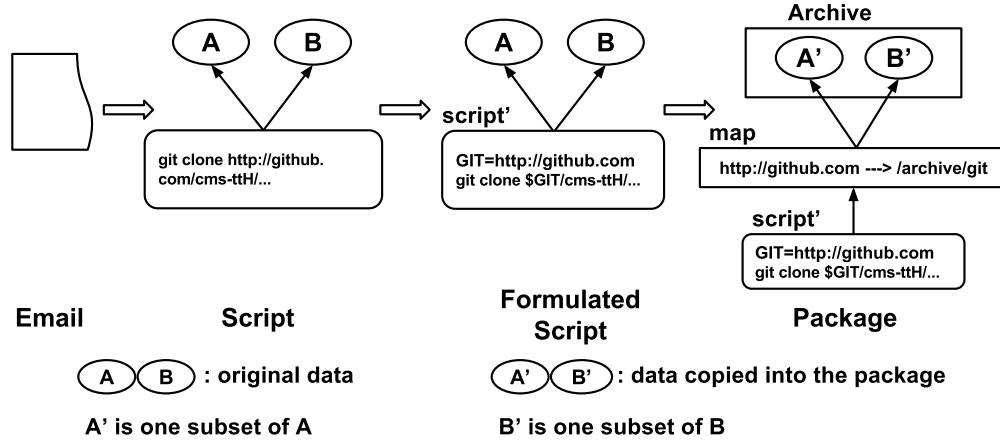 A
B
git clone http://github.
com/cms-ttH/...
A
B
script’
GIT=http://github.com
git clone $GIT/cms-ttH/...
Archive
A’
B’
map
http://github.com ---> /archive/git
script’
GIT=http://github.com
git clone $GIT/cms-ttH/...
Email
Script
Formulated
Script
Package
A B : original data
A’ B’ : data copied into the package
A’ is one subset of A
B’ is one subset of B